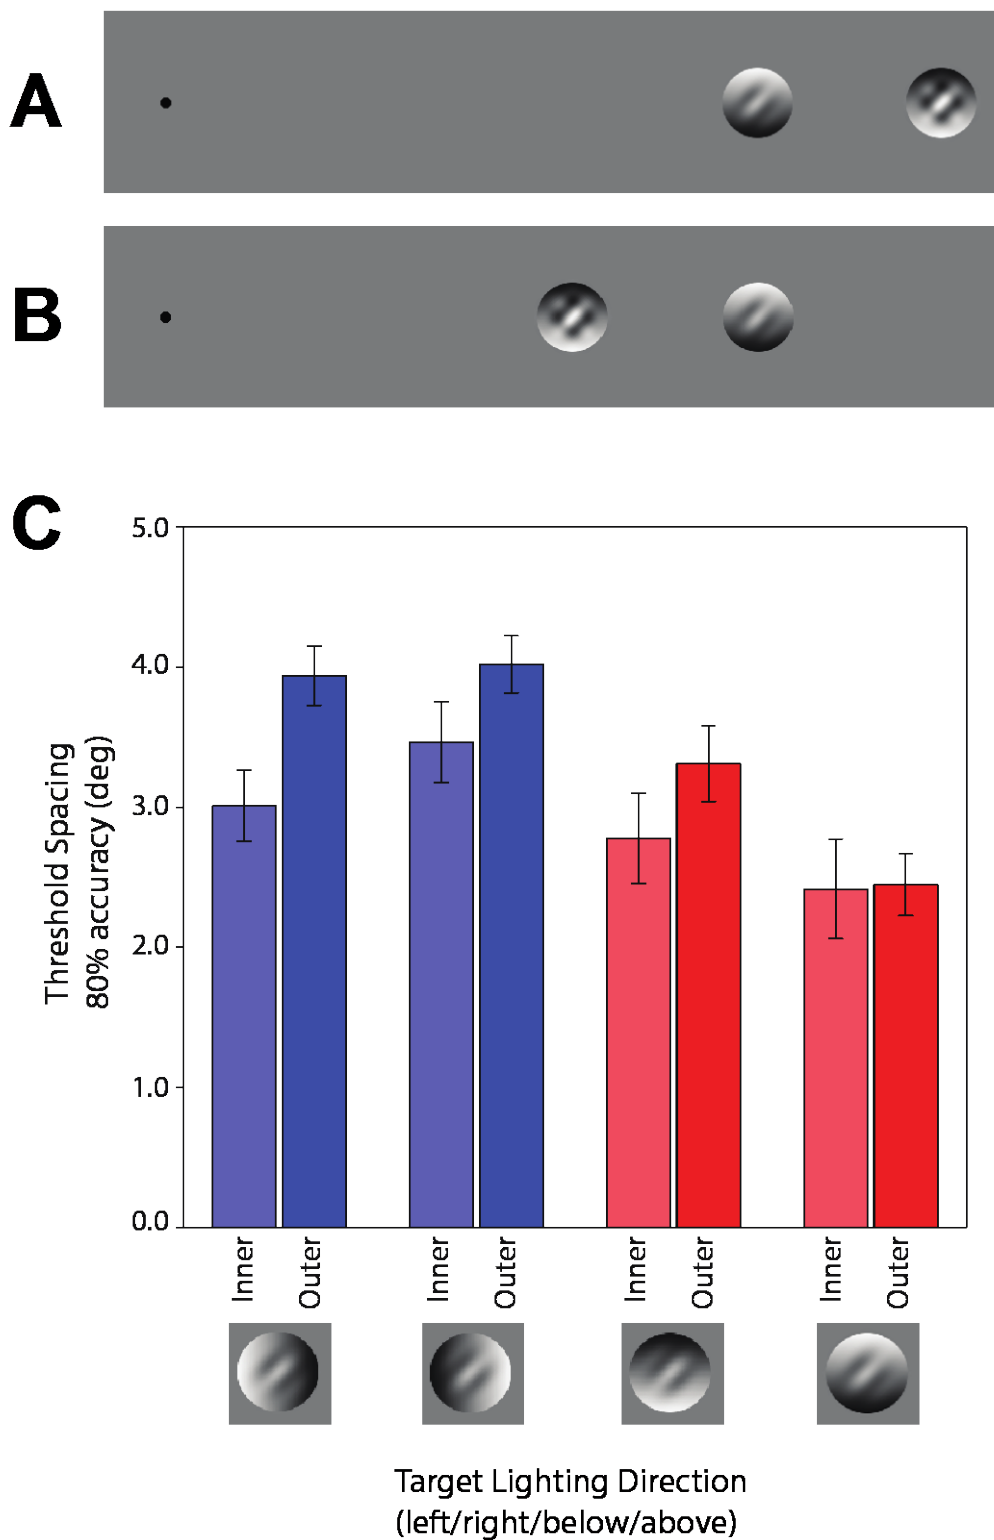 A
B
C
5.0
4.0
3.0
2.0
1.0
0.0
Threshold Spacing
80% accuracy (deg)
Inner
Outer
Inner
Outer
Inner
Outer
Inner
Outer
Target Lighting Direction
(left/right/below/above)